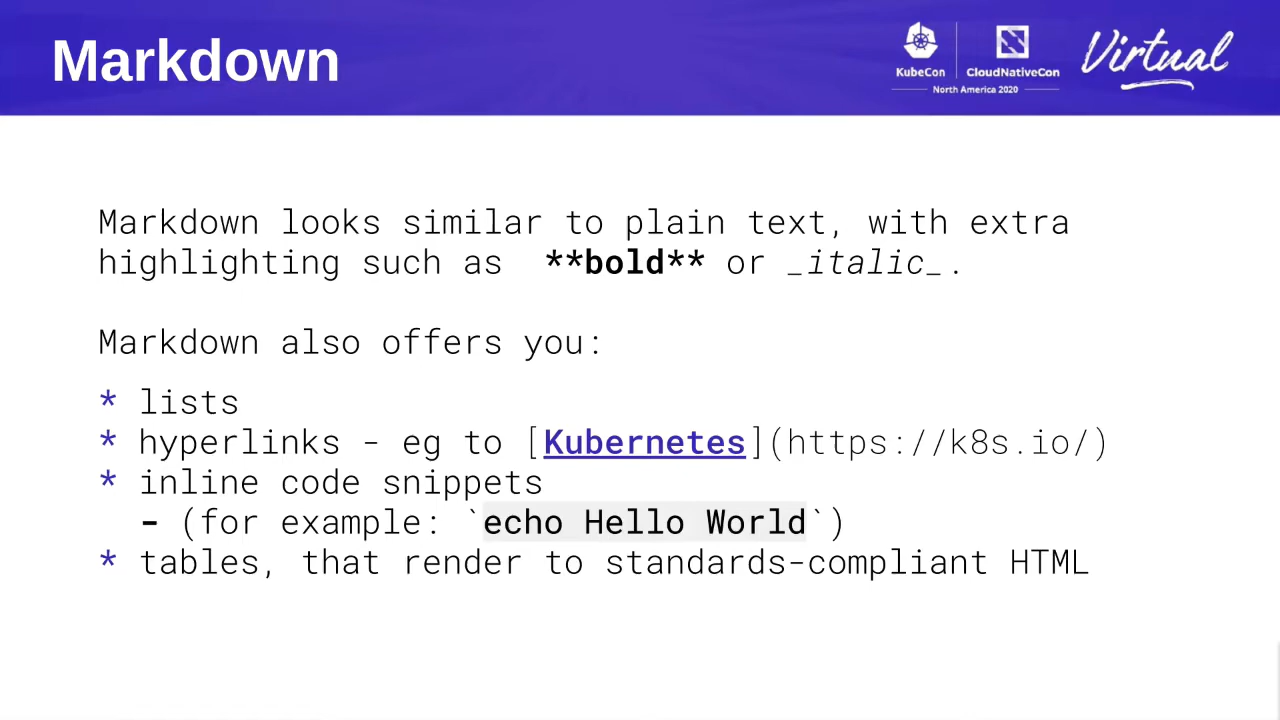 Markdown
KubeCon
CloudNativeCon
North America 2020
Virtual
Markdown looks similar to plain text, with extra
highlighting such as  **bold** or _italic_.
Markdown also offers you:
* lists
* hyperlinks - eg to [Kubernetes](https://k8s.io/)
* inline code snippets
  - (for example: `echo Hello World`)
* tables, that render to standards-compliant HTML